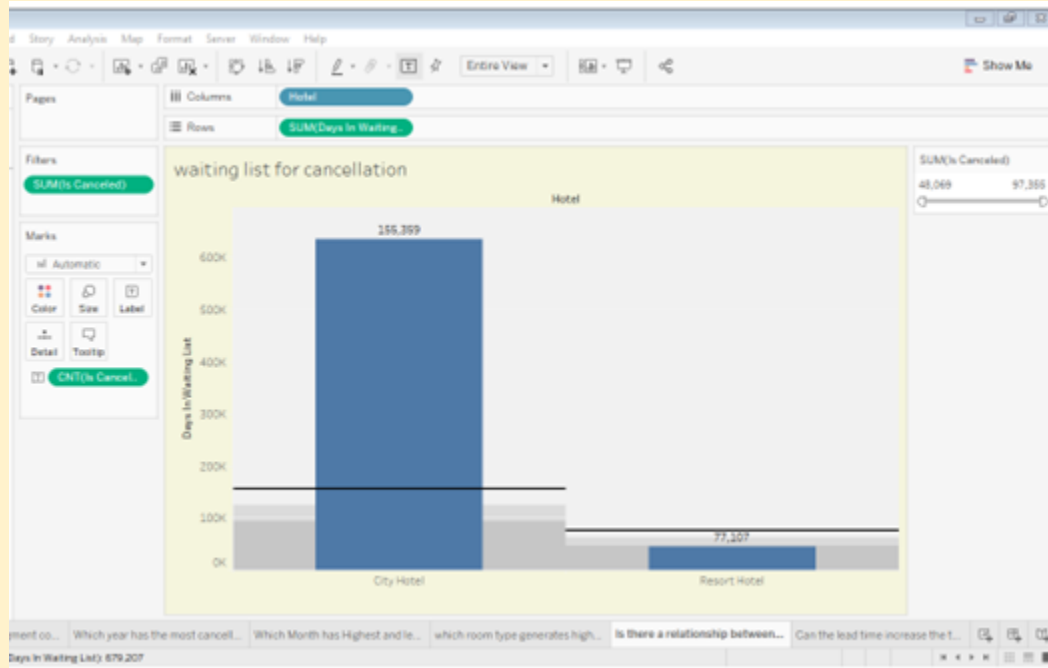 Story Analysis Map Format Server Window Help
Entire View
Show Me
Pages
Columns
Hotel
Rows
SUM(Days In Waiting..
Filters
SUM(Is Canceled)
Marks
Automatic
Color Size Label
Detail Tooltip
CNT(Is Cancel..
waiting list for cancellation
Hotel
155,359
600K
500K
400K
300K
200K
100K
0K
Days In Waiting List
77,107
City Hotel
Resort Hotel
SUM(Is Canceled)
48,069 97,355
Which year has the most cancell... Which Month has Highest and le... which room type generates high... Is there a relationship between... Can the lead time increase the t...
Days In Waiting List): 679,207